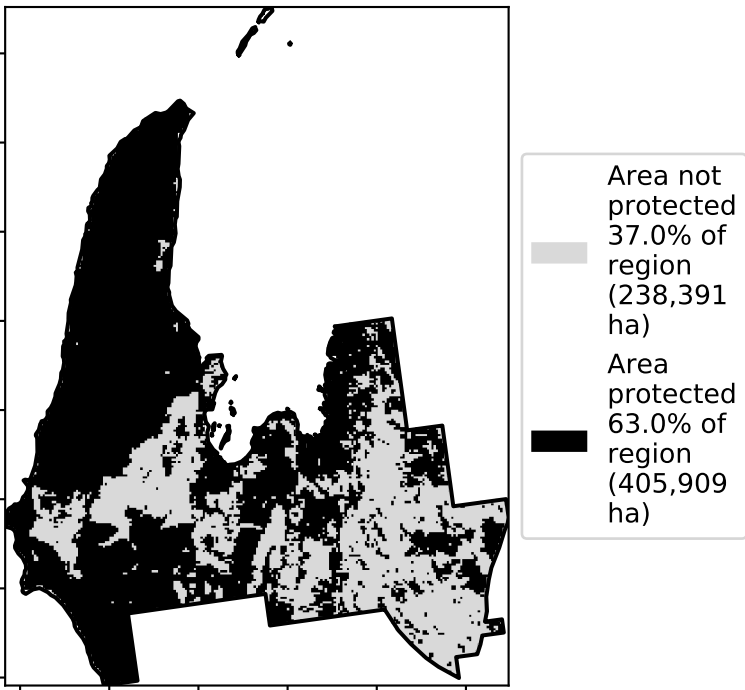 Area not
protected
37.0% of
region
(238,391
ha)
Area
protected
63.0% of
region
(405,909
ha)